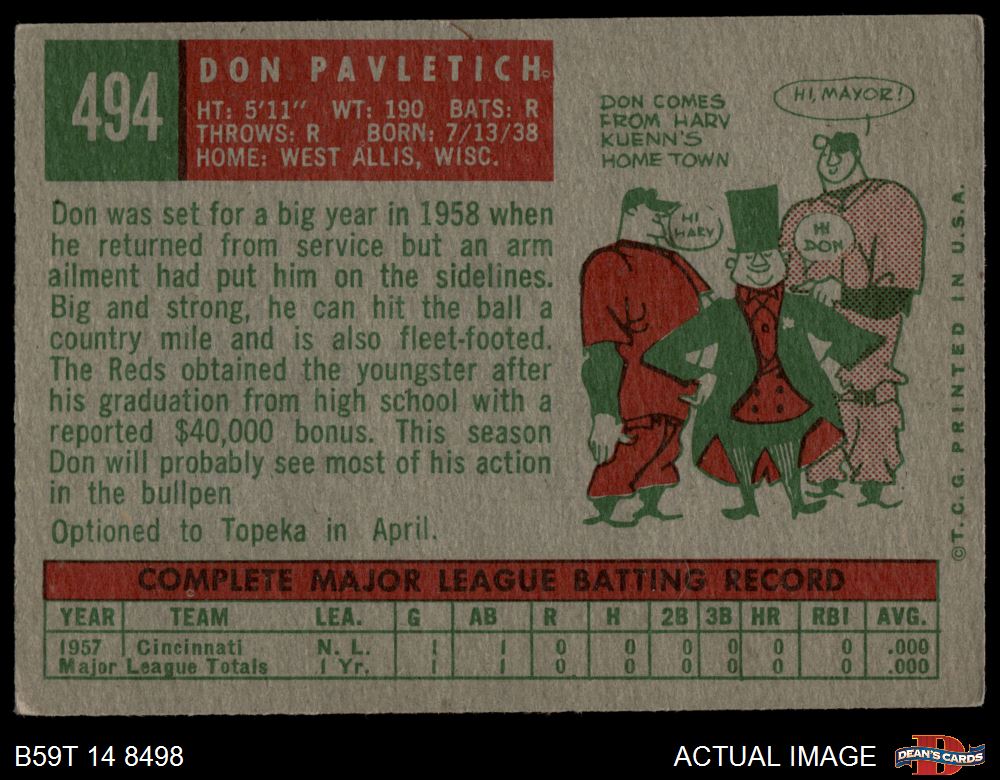 494
DON PAVLETICH
HT: 5'11" WT: 190 BATS: R
THROWS: R BORN: 7/13/38
HOME: WEST ALLIS, WISC.
DON COMES
FROM HARV
KUENN'S
HOME TOWN
HI, MAYOR!
HI
HARV
HI
DON
Don was set for a big year in 1958 when
he returned from service but an arm
ailment had put him on the sidelines.
Big and strong, he can hit the ball a
country mile and is also fleet-footed.
The Reds obtained the youngster after
his graduation from high school with a
reported $40,000 bonus. This season
Don will probably see most of his action
in the bullpen
Optioned to Topeka in April.
© T. C. G. PRINTED IN U.S.A.
COMPLETE MAJOR LEAGUE BATTING RECORD
YEAR TEAM LEA. G AB R H 2B 3B HR RBI AVG.
1957 Cincinnati N. L. 1 1 0 0 0 0 0 0 .000
Major League Totals 1 Yr. 1 1 0 0 0 0 0 0 .000
B59T 14 8498
ACTUAL IMAGE
DEAN'S CARDS